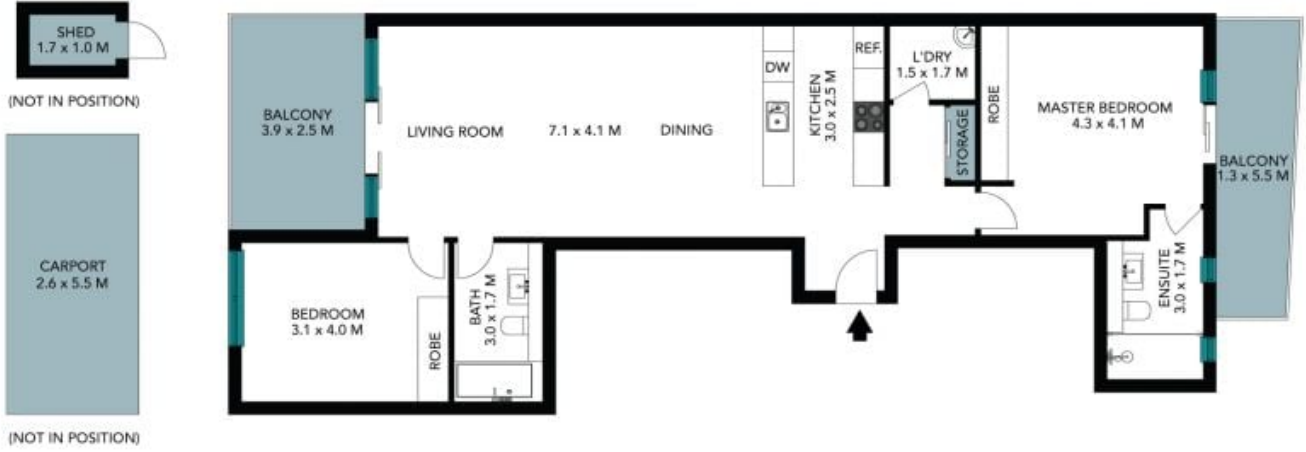 SHED
1.7 x 1.0 M
(NOT IN POSITION)
CARPORT
2.6 x 5.5 M
(NOT IN POSITION)
BALCONY
3.9 x 2.5 M
LIVING ROOM
7.1 x 4.1 M
DINING
DW
KITCHEN
3.0 x 2.5 M
REF.
L'DRY
1.5 x 1.7 M
STORAGE
ROBE
MASTER BEDROOM
4.3 x 4.1 M
BALCONY
1.3 x 5.5 M
BEDROOM
3.1 x 4.0 M
ROBE
BATH
3.0 x 1.7 M
ENSUITE
3.0 x 1.7 M